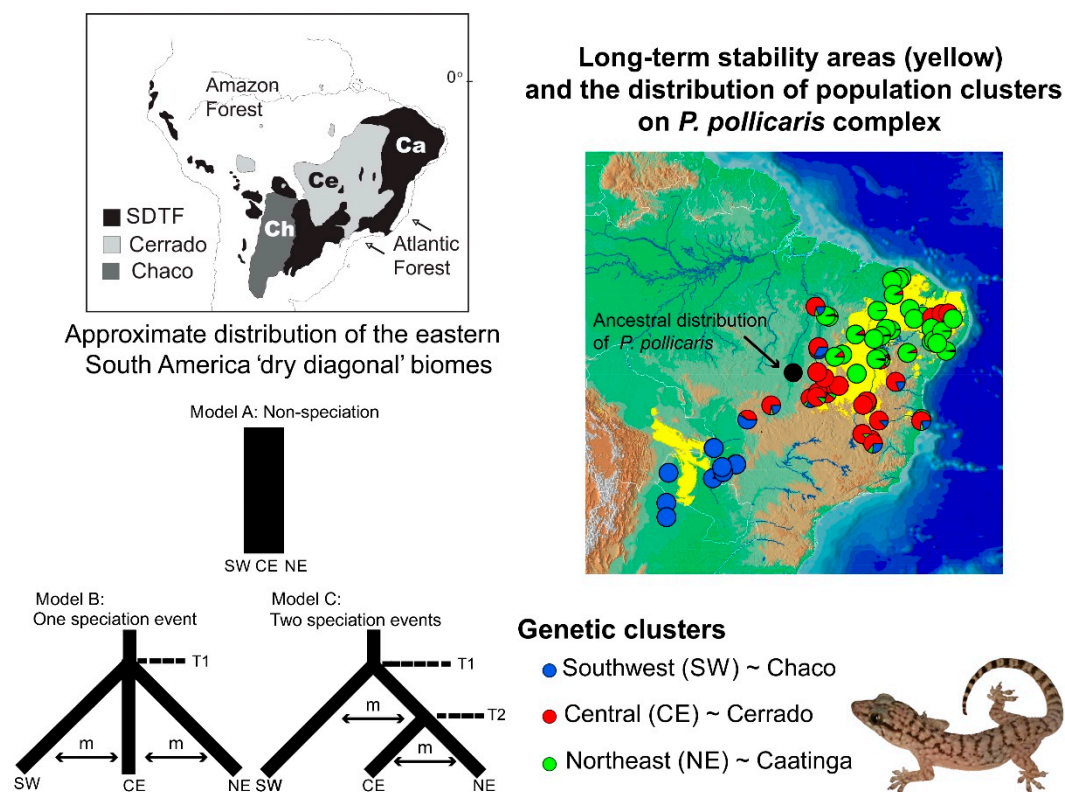 Amazon
Forest
0°
Ca
Ce
Ch
SDTF
Cerrado
Chaco
Atlantic
Forest
Approximate distribution of the eastern
South America ‘dry diagonal’ biomes
Long-term stability areas (yellow)
and the distribution of population clusters
on P. pollicaris complex
Ancestral distribution
of P. pollicaris
Model A: Non-speciation
SW CE NE
Model B:
One speciation event
T1
m
m
SW
CE
NE
Model C:
Two speciation events
T1
m
T2
m
SW
CE
NE
Genetic clusters
Southwest (SW) ~ Chaco
Central (CE) ~ Cerrado
Northeast (NE) ~ Caatinga